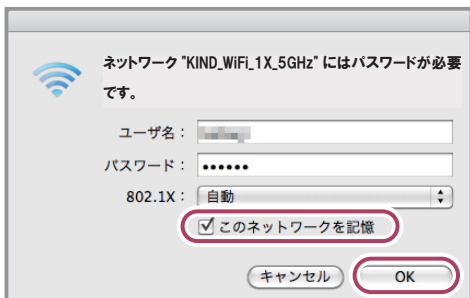 ネットワーク "KIND_WiFi_1X_5GHz" にはパスワードが必要
です。
ユーザ名：
パスワード：••••••
802.1X： 自動
このネットワークを記憶
キャンセル OK